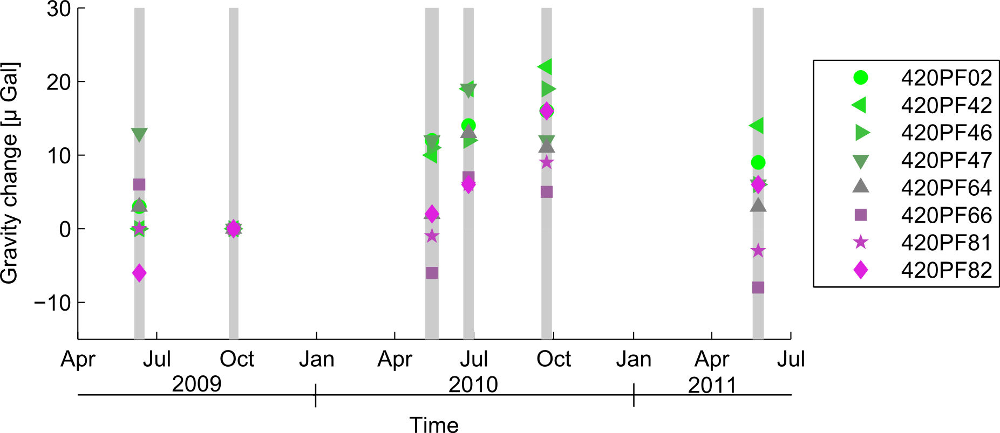 30
20
10
0
−10
Gravity change [μ Gal]
Apr Jul Oct Jan Apr Jul Oct Jan Apr Jul
2009 2010 2011
Time
420PF02
420PF42
420PF46
420PF47
420PF64
420PF66
420PF81
420PF82